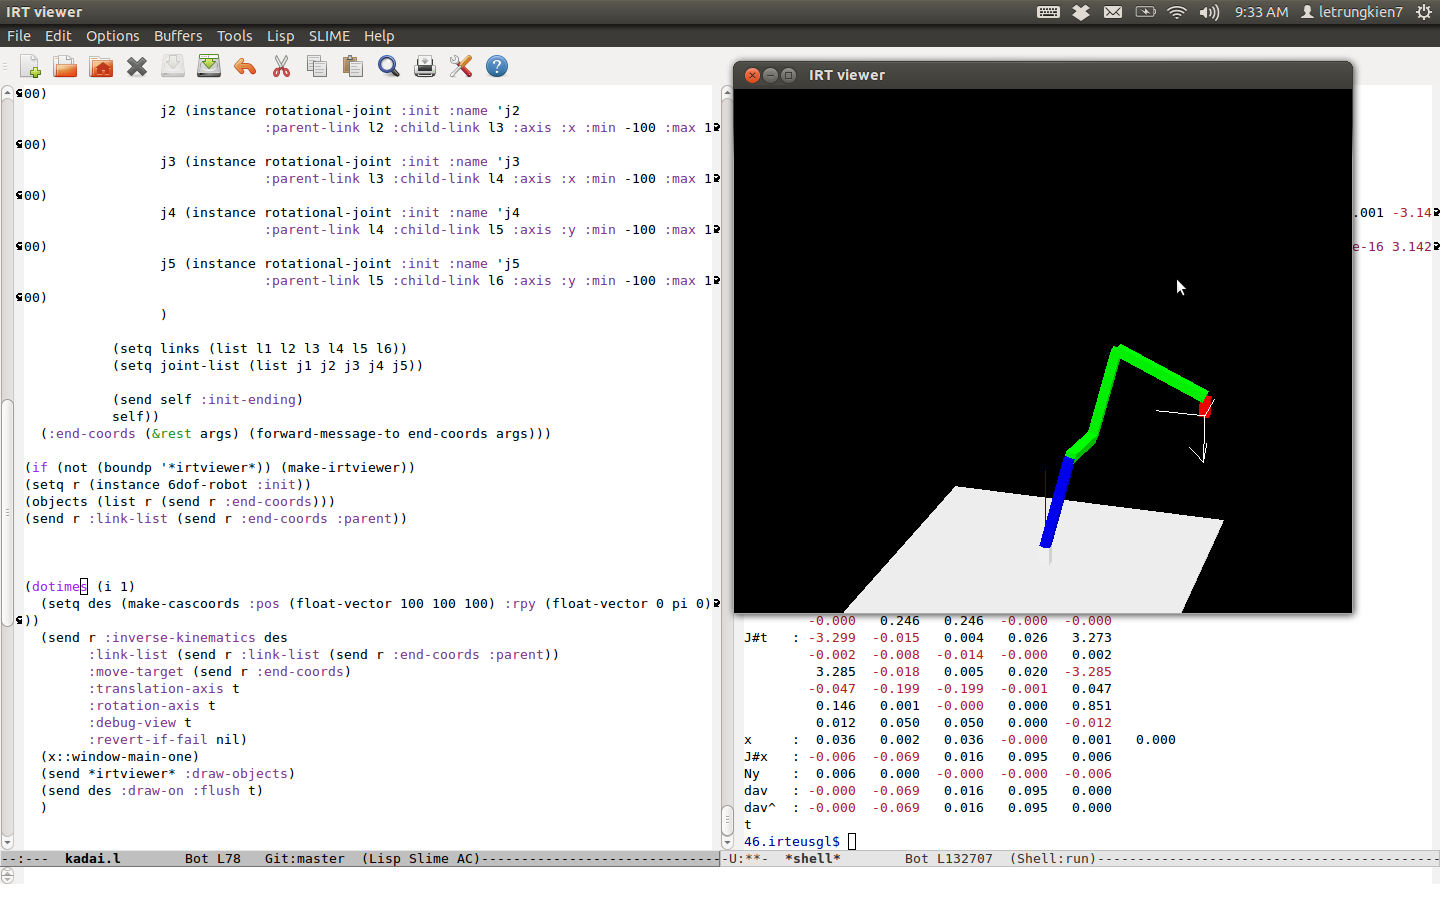 IRT viewer
9:33 AM
letrungkien7
File Edit Options Buffers Tools Lisp SLIME Help
IRT viewer
00)
j2 (instance rotational-joint :init :name 'j2
:parent-link l2 :child-link l3 :axis :x :min -100 :max 1
00)
j3 (instance rotational-joint :init :name 'j3
:parent-link l3 :child-link l4 :axis :x :min -100 :max 1
00)
j4 (instance rotational-joint :init :name 'j4
:parent-link l4 :child-link l5 :axis :y :min -100 :max 1
00)
j5 (instance rotational-joint :init :name 'j5
:parent-link l5 :child-link l6 :axis :y :min -100 :max 1
00)
)
(setq links (list l1 l2 l3 l4 l5 l6))
(setq joint-list (list j1 j2 j3 j4 j5))
(send self :init-ending)
self))
(:end-coords (&rest args) (forward-message-to end-coords args)))
(if (not (boundp '*irtviewer*)) (make-irtviewer))
(setq r (instance 6dof-robot :init))
(objects (list r (send r :end-coords)))
(send r :link-list (send r :end-coords :parent))
(dotimes (i 1)
(setq des (make-cascoords :pos (float-vector 100 100 100) :rpy (float-vector 0 pi 0)
))
(send r :inverse-kinematics des
:link-list (send r :link-list (send r :end-coords :parent))
:move-target (send r :end-coords)
:translation-axis t
:rotation-axis t
:debug-view t
:revert-if-fail nil)
(x::window-main-one)
(send *irtviewer* :draw-objects)
(send des :draw-on :flush t)
)
--:--- kadai.l Bot L78 Git:master (Lisp Slime AC)----------------------------
.001 -3.14
e-16 3.142
-0.000 0.246 0.246 -0.000 -0.000
J#t : -3.299 -0.015 0.004 0.026 3.273
-0.002 -0.008 -0.014 -0.000 0.002
3.285 -0.018 0.005 0.020 -3.285
-0.047 -0.199 -0.199 -0.001 0.047
0.146 0.001 -0.000 0.000 0.851
0.012 0.050 0.050 0.000 -0.012
x : 0.036 0.002 0.036 -0.000 0.001 0.000
J#x : -0.006 -0.069 0.016 0.095 0.006
Ny : 0.006 0.000 -0.000 -0.000 -0.006
dav : -0.000 -0.069 0.016 0.095 0.000
dav^ : -0.000 -0.069 0.016 0.095 0.000
t
46.irteusgl$
-U:**- *shell* Bot L132707 (Shell:run)----------------------------------------